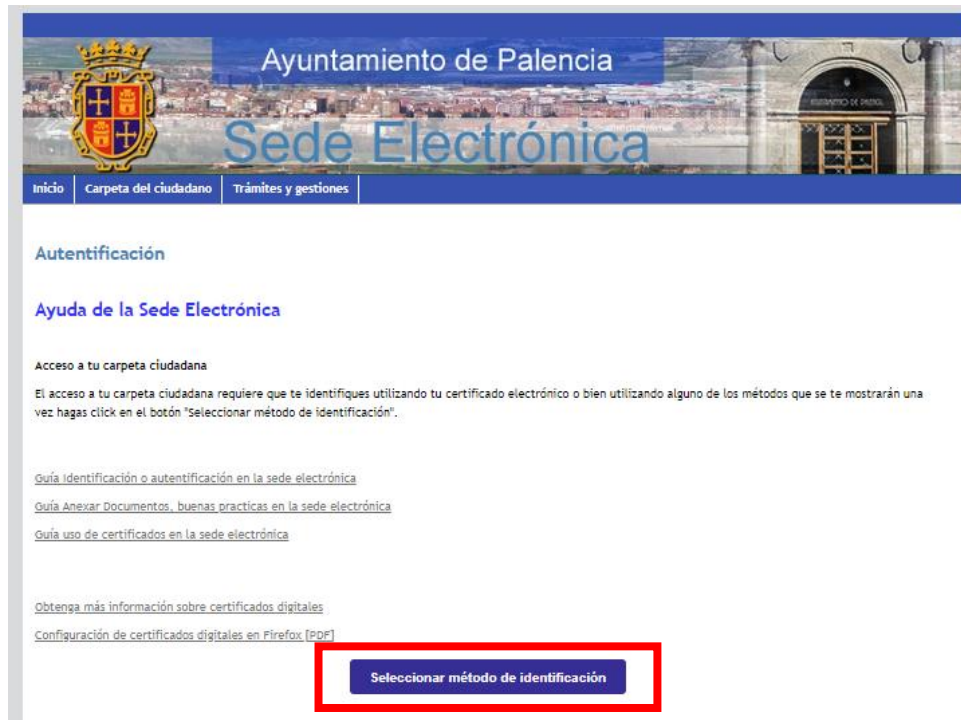 Ayuntamiento de Palencia
AYUNTAMIENTO DE PALENCIA
Sede Electrónica
Inicio Carpeta del ciudadano Trámites y gestiones
Autentificación
Ayuda de la Sede Electrónica
Acceso a tu carpeta ciudadana
El acceso a tu carpeta ciudadana requiere que te identifiques utilizando tu certificado electrónico o bien utilizando alguno de los métodos que se te mostrarán una
vez hagas click en el botón "Seleccionar método de identificación".
Guía Identificación o autentificación en la sede electrónica
Guía Anexar Documentos, buenas practicas en la sede electrónica
Guía uso de certificados en la sede electrónica
Obtenga más información sobre certificados digitales
Configuración de certificados digitales en Firefox [PDF]
Seleccionar método de identificación